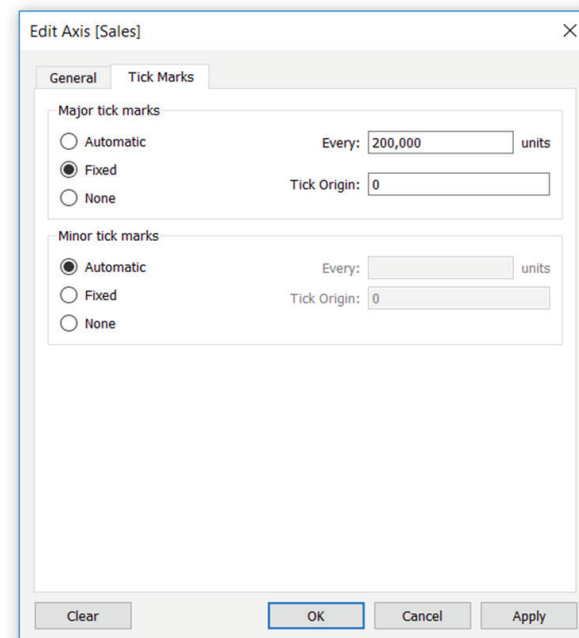 Edit Axis [Sales]
General Tick Marks
Major tick marks
Automatic Every: 200,000 units
Fixed
Tick Origin: 0
None
Minor tick marks
Automatic Every: units
Fixed Tick Origin: 0
None
Clear OK Cancel Apply